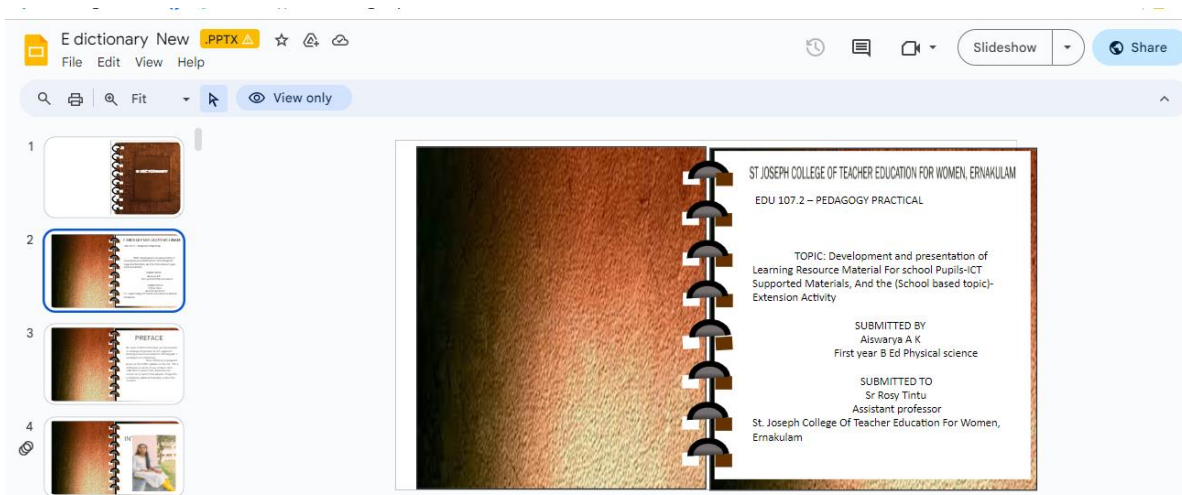 E dictionary New .PPTX
File Edit View Help
Slideshow
Share
Fit
View only
1
2
3
PREFACE
4
ST JOSEPH COLLEGE OF TEACHER EDUCATION FOR WOMEN, ERNAKULAM
EDU 107.2 – PEDAGOGY PRACTICAL
TOPIC: Development and presentation of
Learning Resource Material For school Pupils-ICT
Supported Materials, And the (School based topic)-
Extension Activity
SUBMITTED BY
Aiswarya A K
First year B Ed Physical science
SUBMITTED TO
Sr Rosy Tintu
Assistant professor
St. Joseph College Of Teacher Education For Women,
Ernakulam